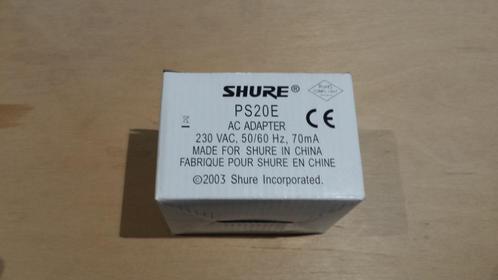 SHURE®
PS20E
AC ADAPTER
230 VAC, 50/60 Hz, 70mA
MADE FOR SHURE IN CHINA
FABRIQUE POUR SHURE EN CHINE
©2003 Shure Incorporated.
CE